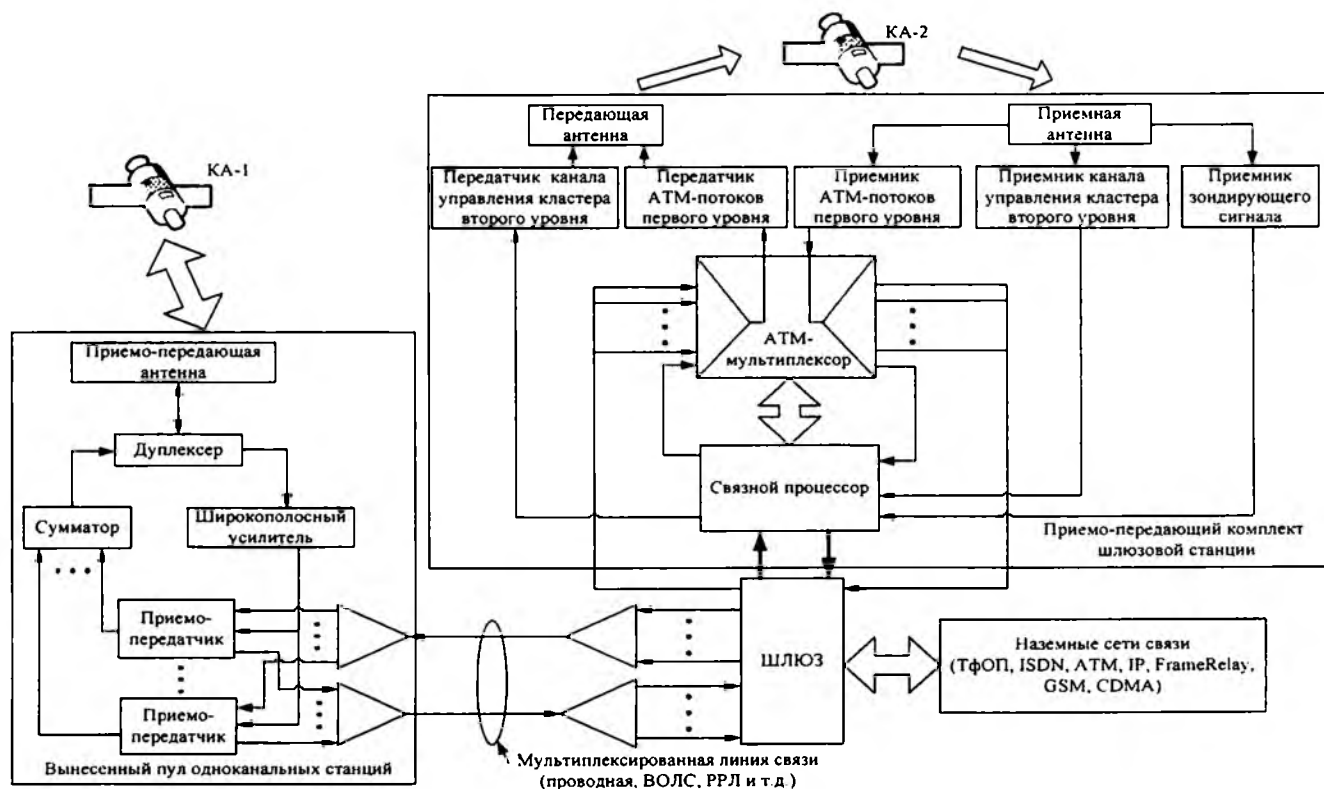 КА-2
КА-1
Передающая
антенна
Приемная
антенна
Передатчик канала
управления кластера
второго уровня
Передатчик
АТМ-потоков
первого уровня
Приемник
АТМ-потоков
первого уровня
Приемник канала
управления кластера
второго уровня
Приемник
зондирующего
сигнала
АТМ-
мультиплексор
Связной процессор
Приемо-передающий комплект
шлюзовой станции
Приемо-передающая
антенна
Дуплексер
Сумматор
Широкополосный
усилитель
Приемо-
передатчик
Приемо-
передатчик
Вынесенный пул одноканальных станций
ШЛЮЗ
Наземные сети связи
(ТфОП, ISDN, ATM, IP, FrameRelay,
GSM, CDMA)
Мультиплексированная линия связи
(проводная, ВОЛС, РРЛ и т.д.)